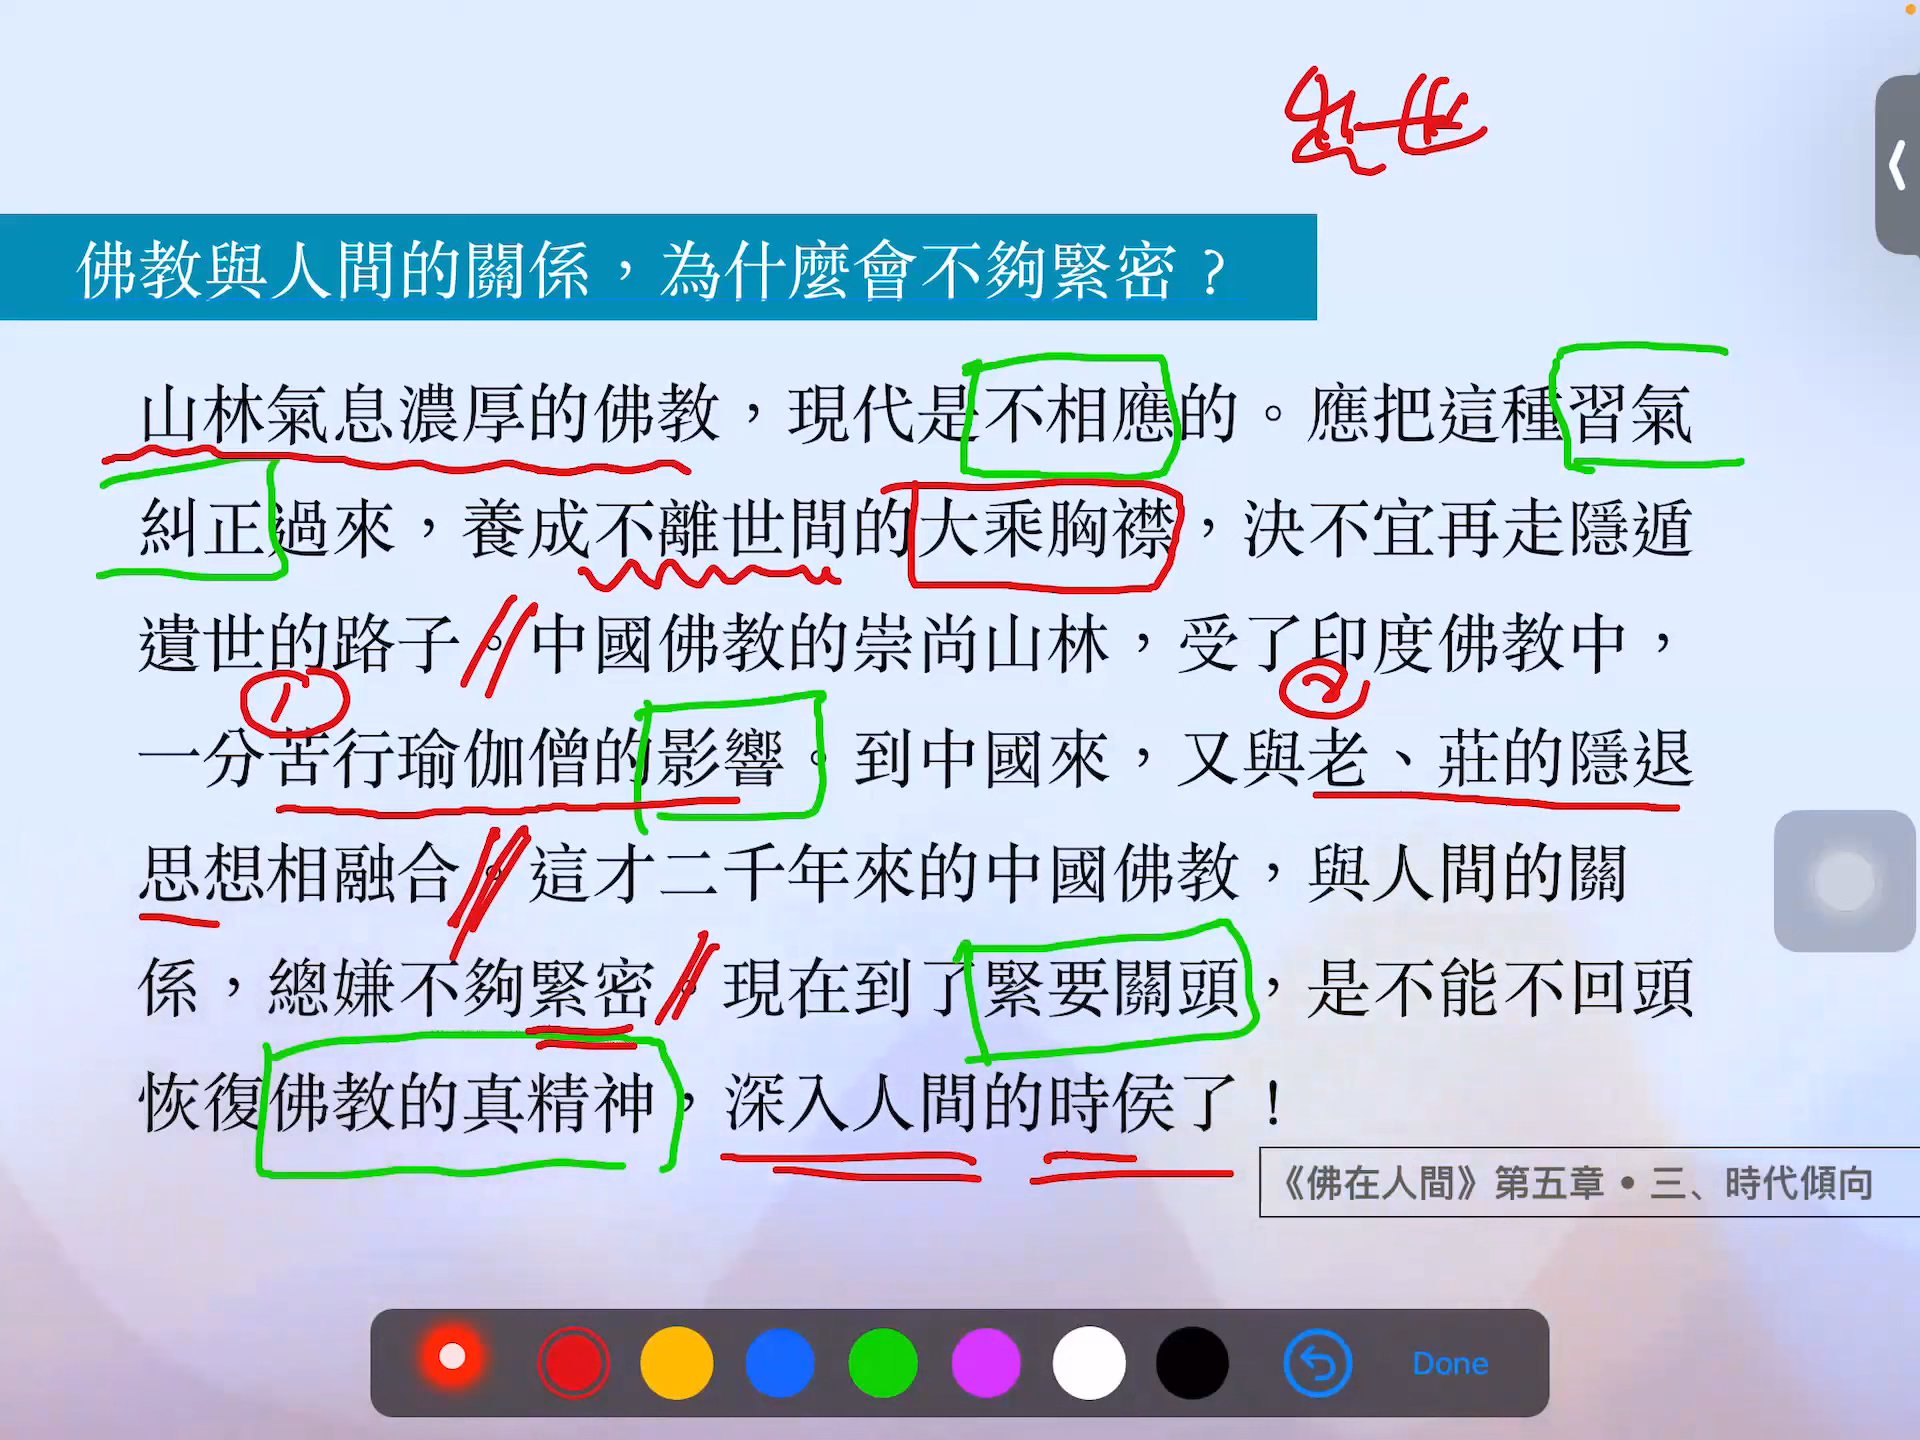 佛教與人間的關係，為什麼會不夠緊密？
山林氣息濃厚的佛教，現代是不相應的。應把這種習氣
糾正過來，養成不離世間的大乘胸襟，決不宜再走隱遁
遺世的路子。中國佛教的崇尚山林，受了印度佛教中，
1 2
一分苦行瑜伽僧的影響。到中國來，又與老、莊的隱退
思想相融合。這才二千年來的中國佛教，與人間的關
係，總嫌不夠緊密。現在到了緊要關頭，是不能不回頭
恢復佛教的真精神，深入人間的時侯了！
《佛在人間》第五章•三、時代傾向
Done